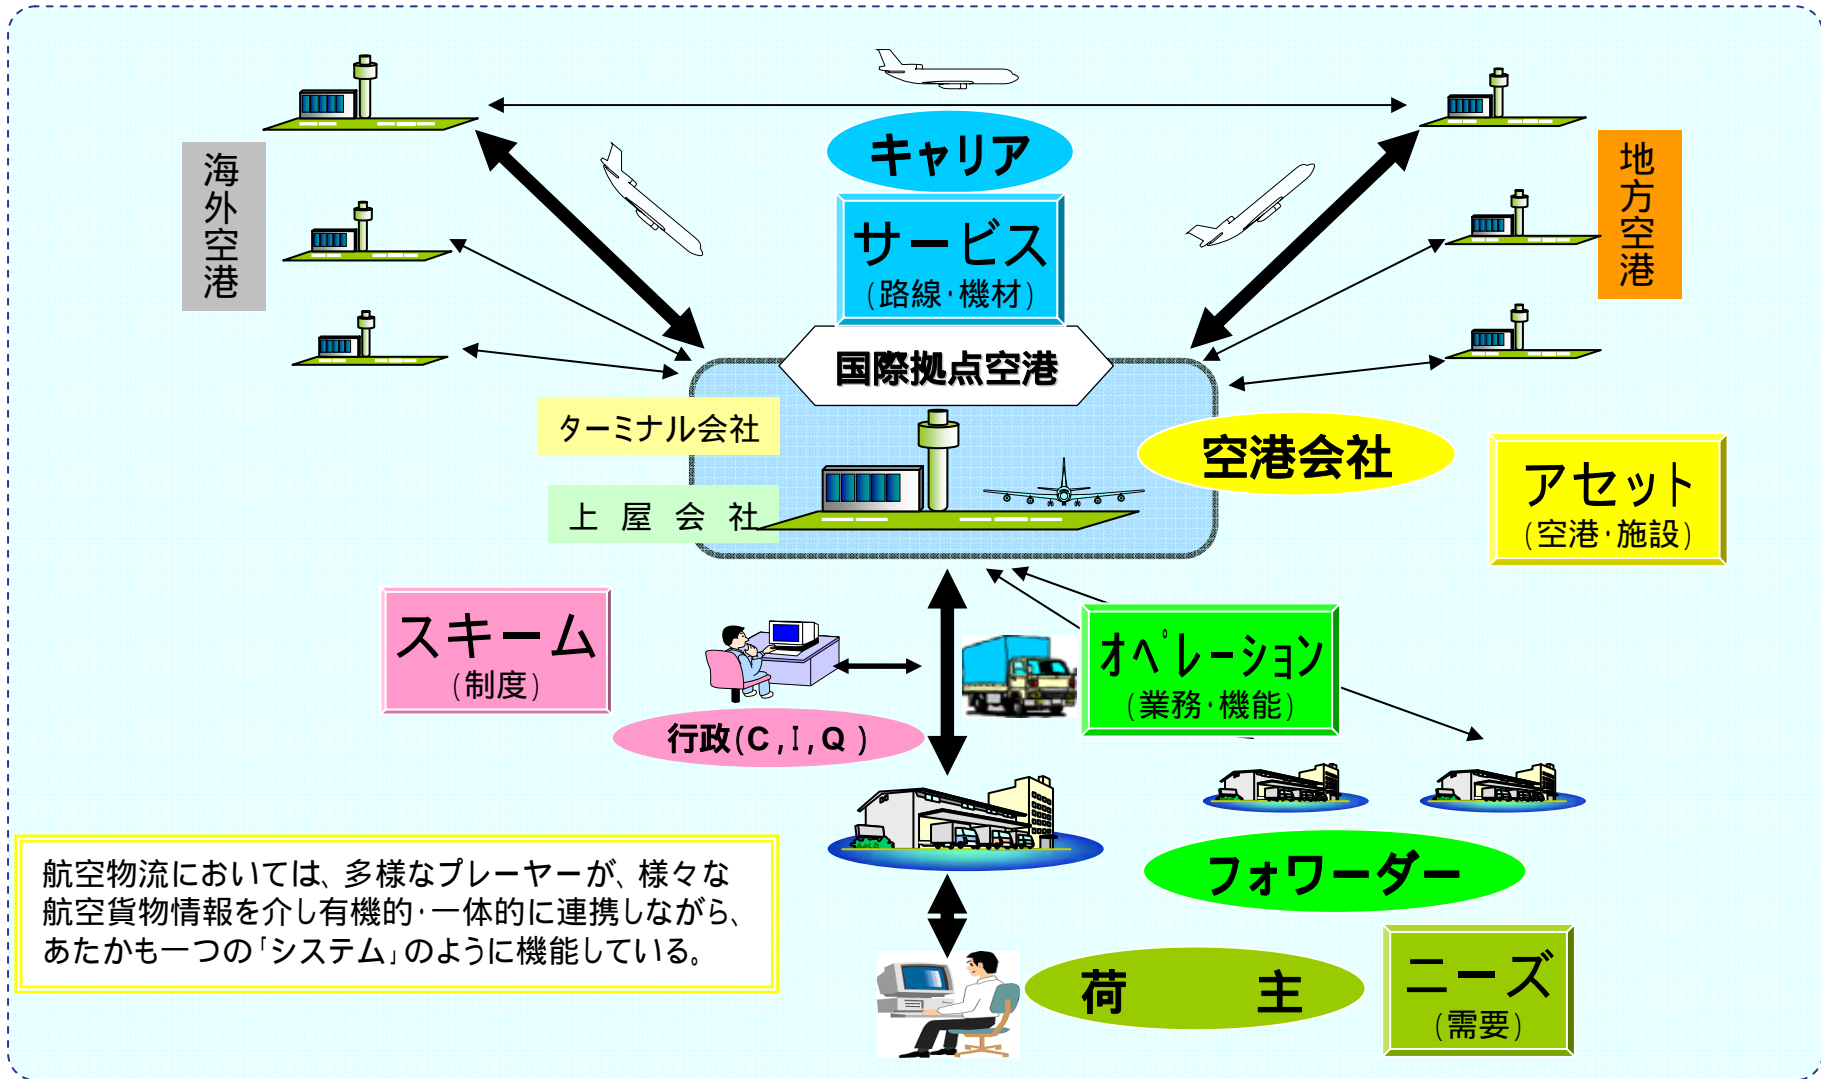 キャリア
サービス
(路線・機材)
海外空港
地方空港
国際拠点空港
ターミナル会社
上屋会社
空港会社
アセット
(空港・施設)
スキーム
(制度)
オペレーション
(業務・機能)
行政(C,I,Q)
フォワーダー
航空物流においては、多様なプレーヤーが、様々な
航空貨物情報を介し有機的・一体的に連携しながら、
あたかも一つの「システム」のように機能している。
荷主
ニーズ
(需要)